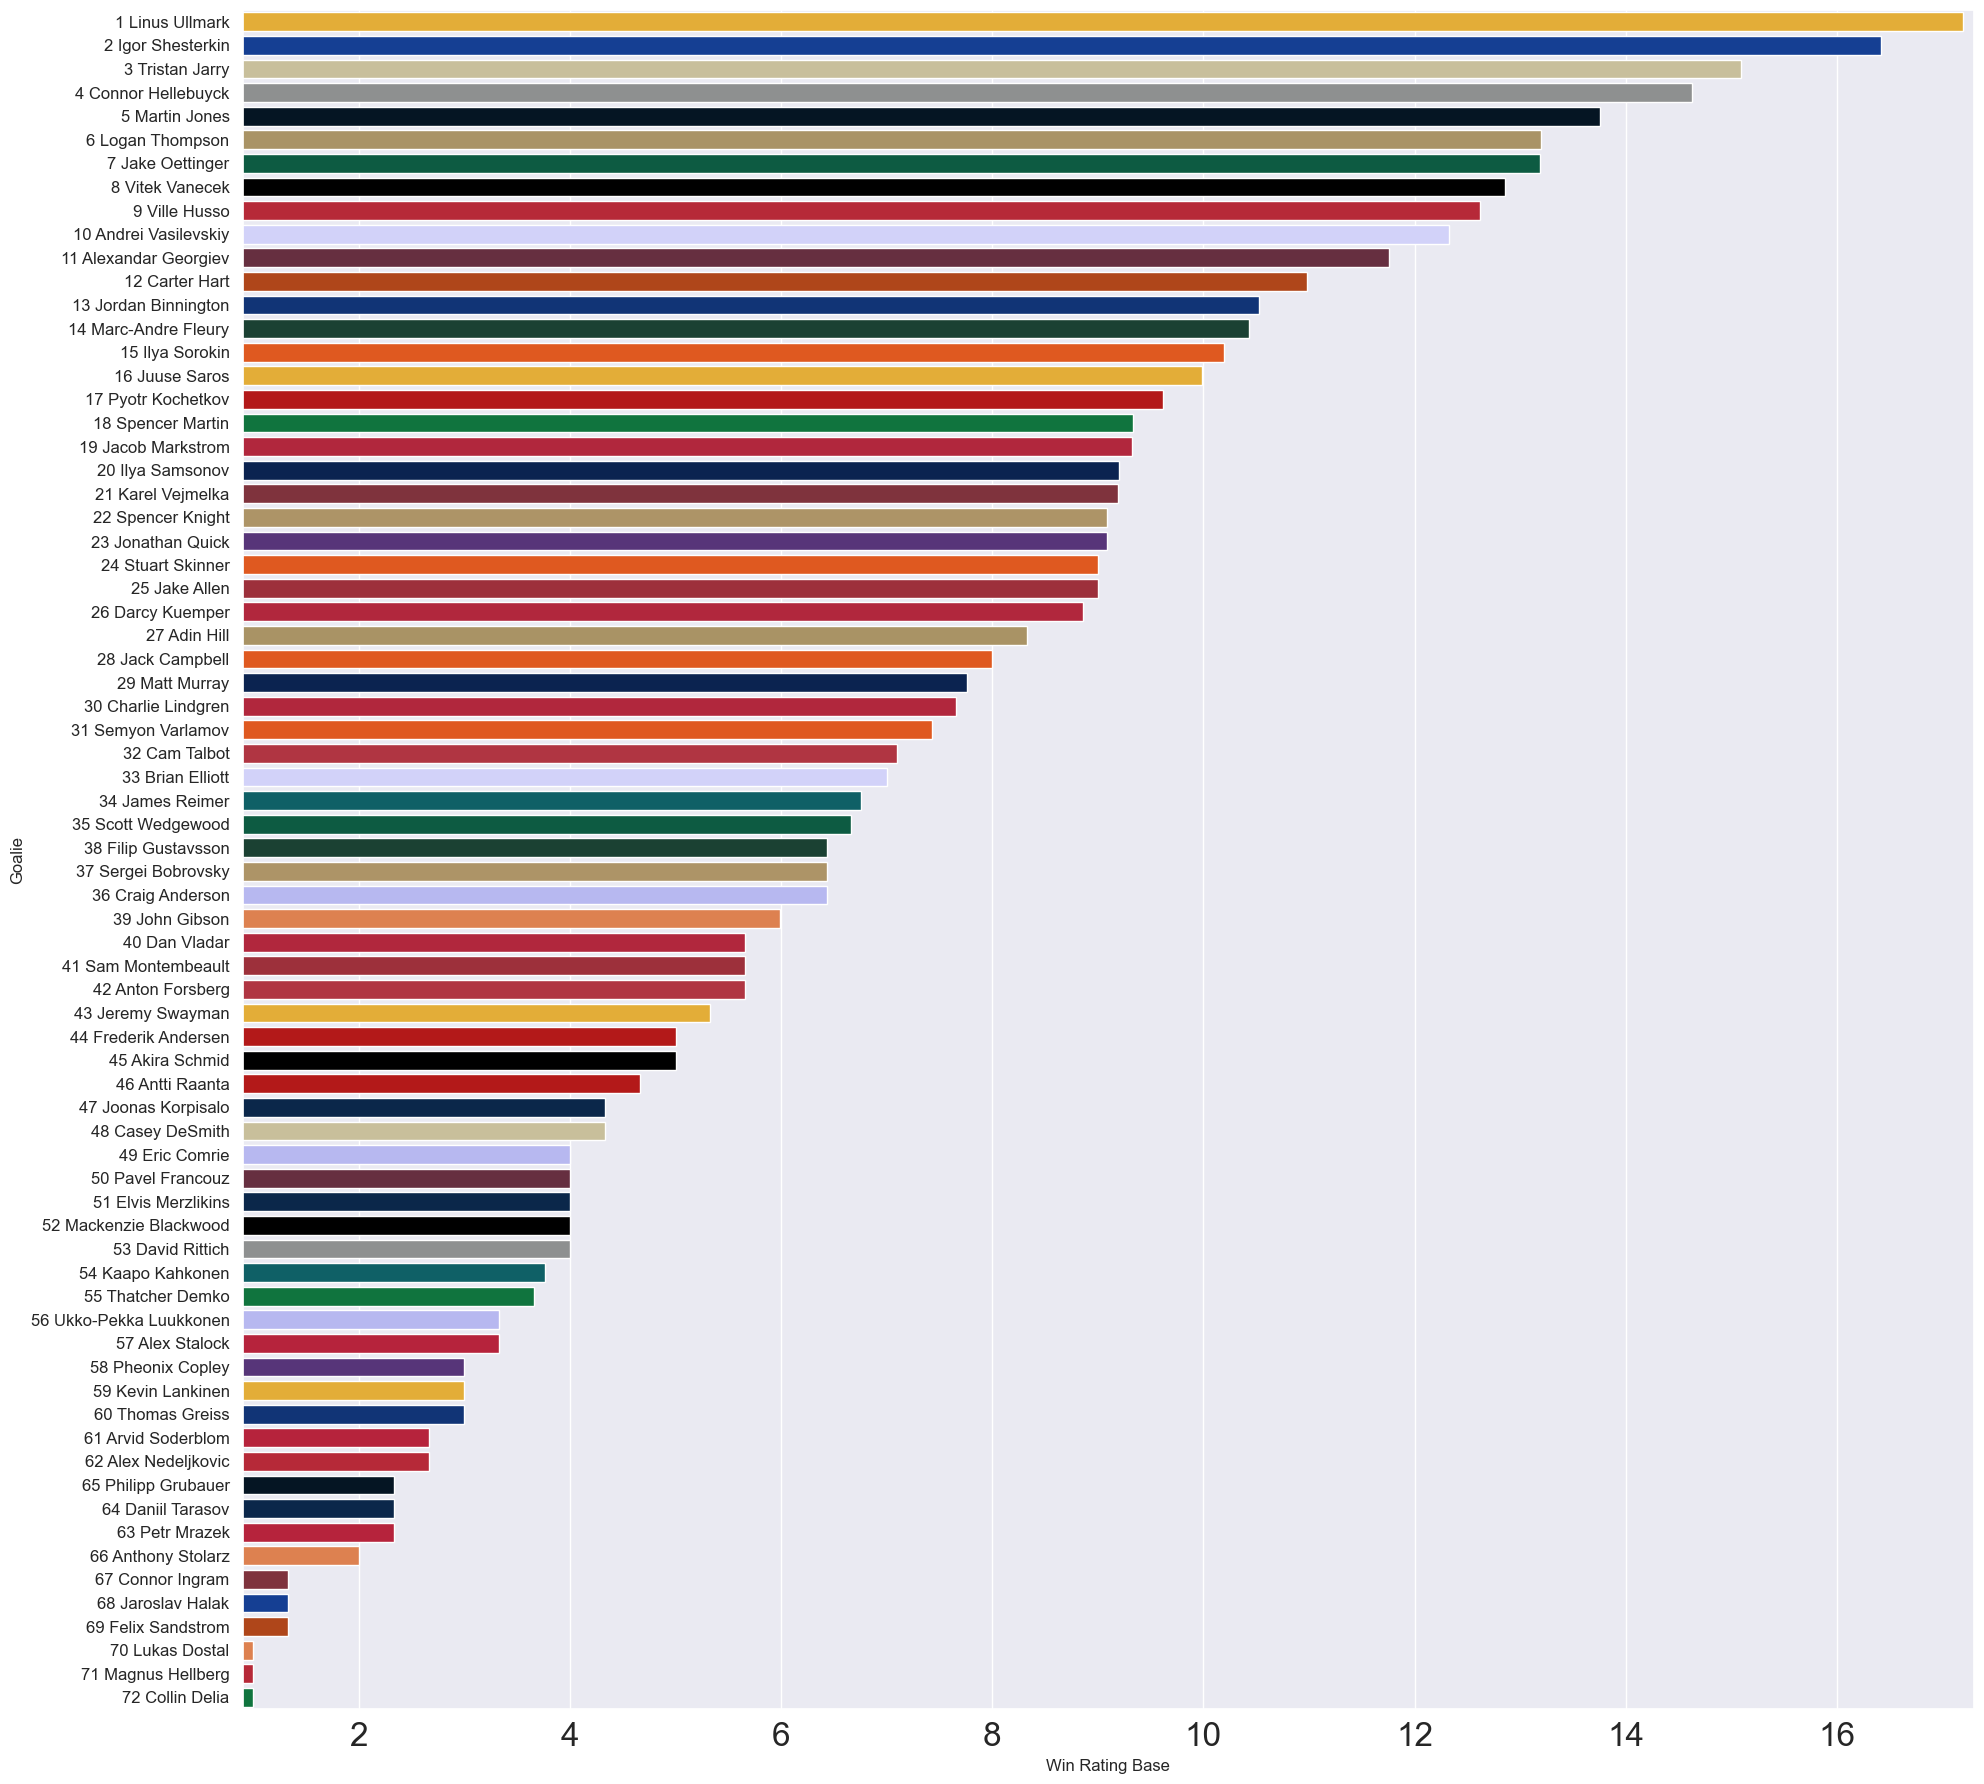 1 Linus Ullmark
2 Igor Shesterkin
3 Tristan Jarry
4 Connor Hellebuyck
5 Martin Jones
6 Logan Thompson
7 Jake Oettinger
8 Vitek Vanecek
9 Ville Husso
10 Andrei Vasilevskiy
11 Alexandar Georgiev
12 Carter Hart
13 Jordan Binnington
14 Marc-Andre Fleury
15 Ilya Sorokin
16 Juuse Saros
17 Pyotr Kochetkov
18 Spencer Martin
19 Jacob Markstrom
20 Ilya Samsonov
21 Karel Vejmelka
22 Spencer Knight
23 Jonathan Quick
24 Stuart Skinner
25 Jake Allen
26 Darcy Kuemper
27 Adin Hill
28 Jack Campbell
29 Matt Murray
30 Charlie Lindgren
31 Semyon Varlamov
32 Cam Talbot
33 Brian Elliott
34 James Reimer
35 Scott Wedgewood
38 Filip Gustavsson
37 Sergei Bobrovsky
36 Craig Anderson
39 John Gibson
40 Dan Vladar
41 Sam Montembeault
42 Anton Forsberg
43 Jeremy Swayman
44 Frederik Andersen
45 Akira Schmid
46 Antti Raanta
47 Joonas Korpisalo
48 Casey DeSmith
49 Eric Comrie
50 Pavel Francouz
51 Elvis Merzlikins
52 Mackenzie Blackwood
53 David Rittich
54 Kaapo Kahkonen
55 Thatcher Demko
56 Ukko-Pekka Luukkonen
57 Alex Stalock
58 Pheonix Copley
59 Kevin Lankinen
60 Thomas Greiss
61 Arvid Soderblom
62 Alex Nedeljkovic
65 Philipp Grubauer
64 Daniil Tarasov
63 Petr Mrazek
66 Anthony Stolarz
67 Connor Ingram
68 Jaroslav Halak
69 Felix Sandstrom
70 Lukas Dostal
71 Magnus Hellberg
72 Collin Delia
Goalie
2 4 6 8 10 12 14 16
Win Rating Base